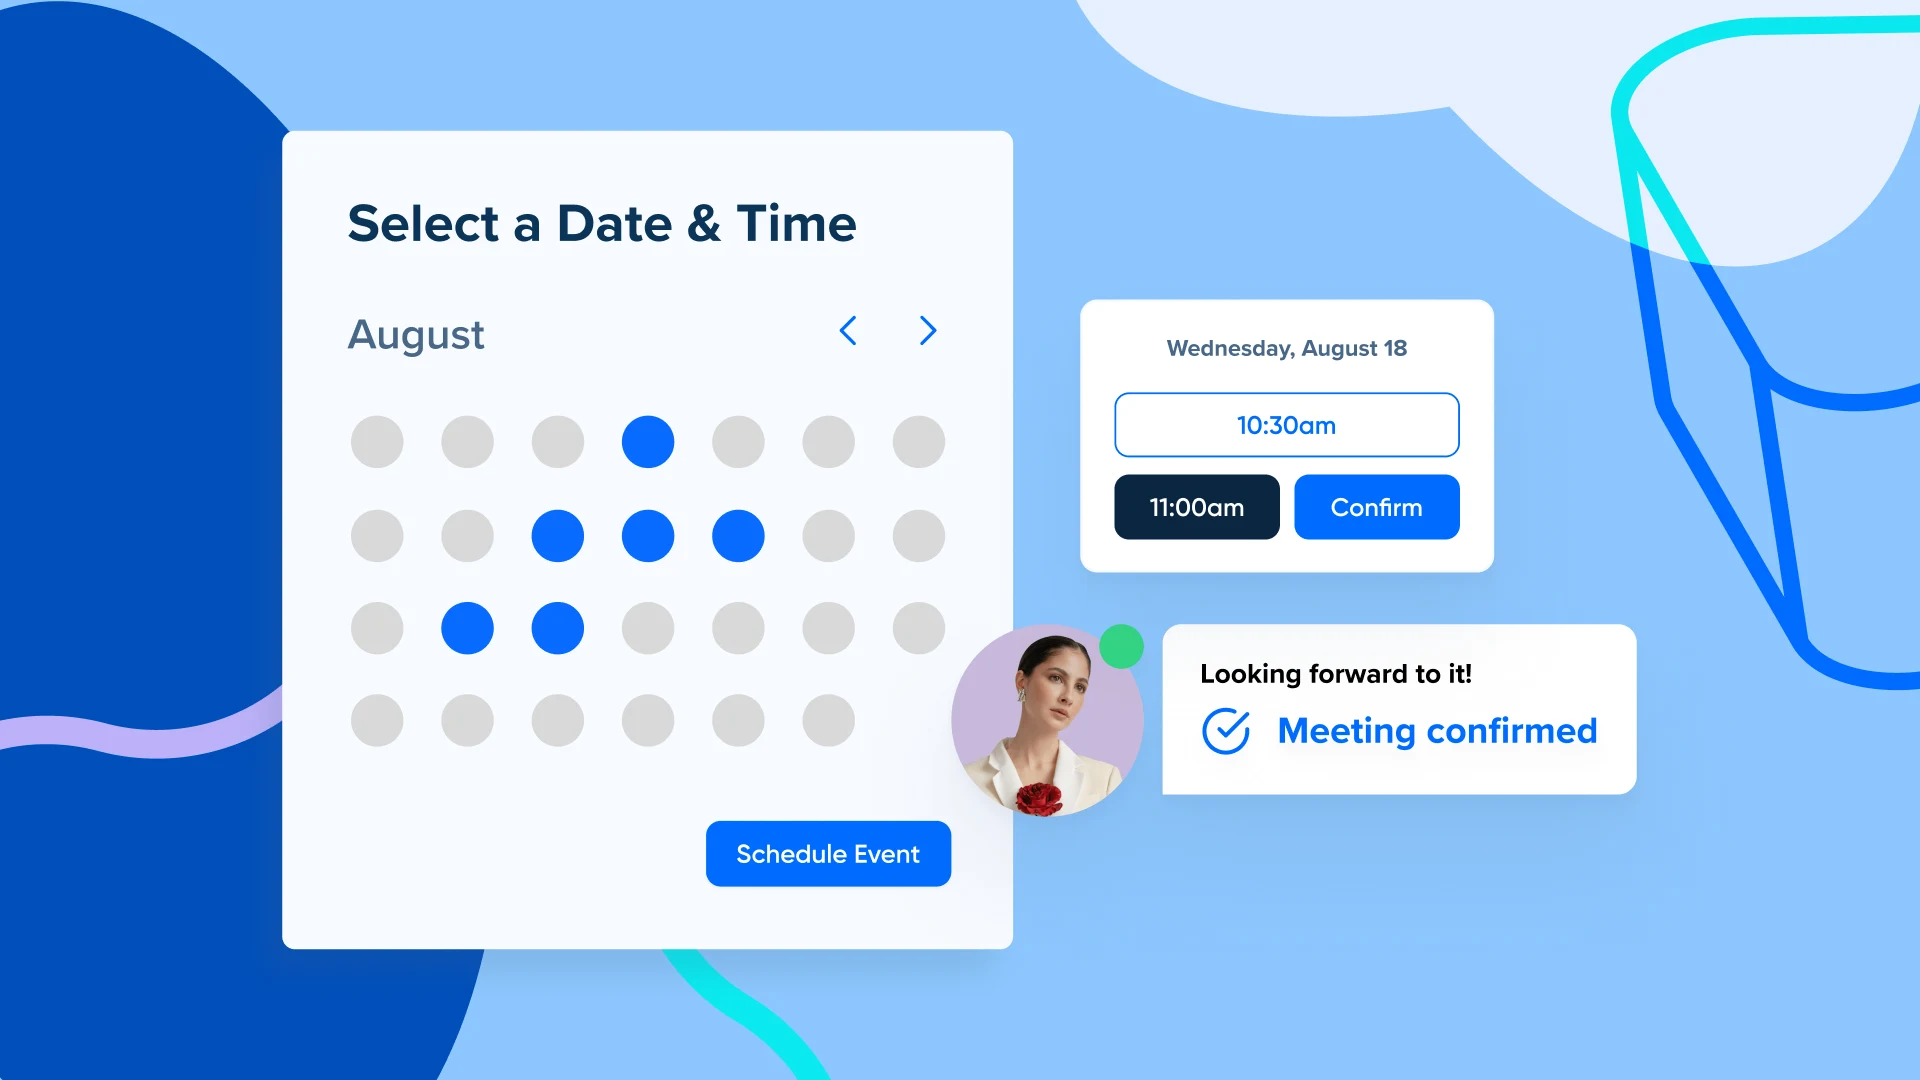 Select a Date & Time
August
Schedule Event
Wednesday, August 18
10:30am
11:00am
Confirm
Looking forward to it!
Meeting confirmed